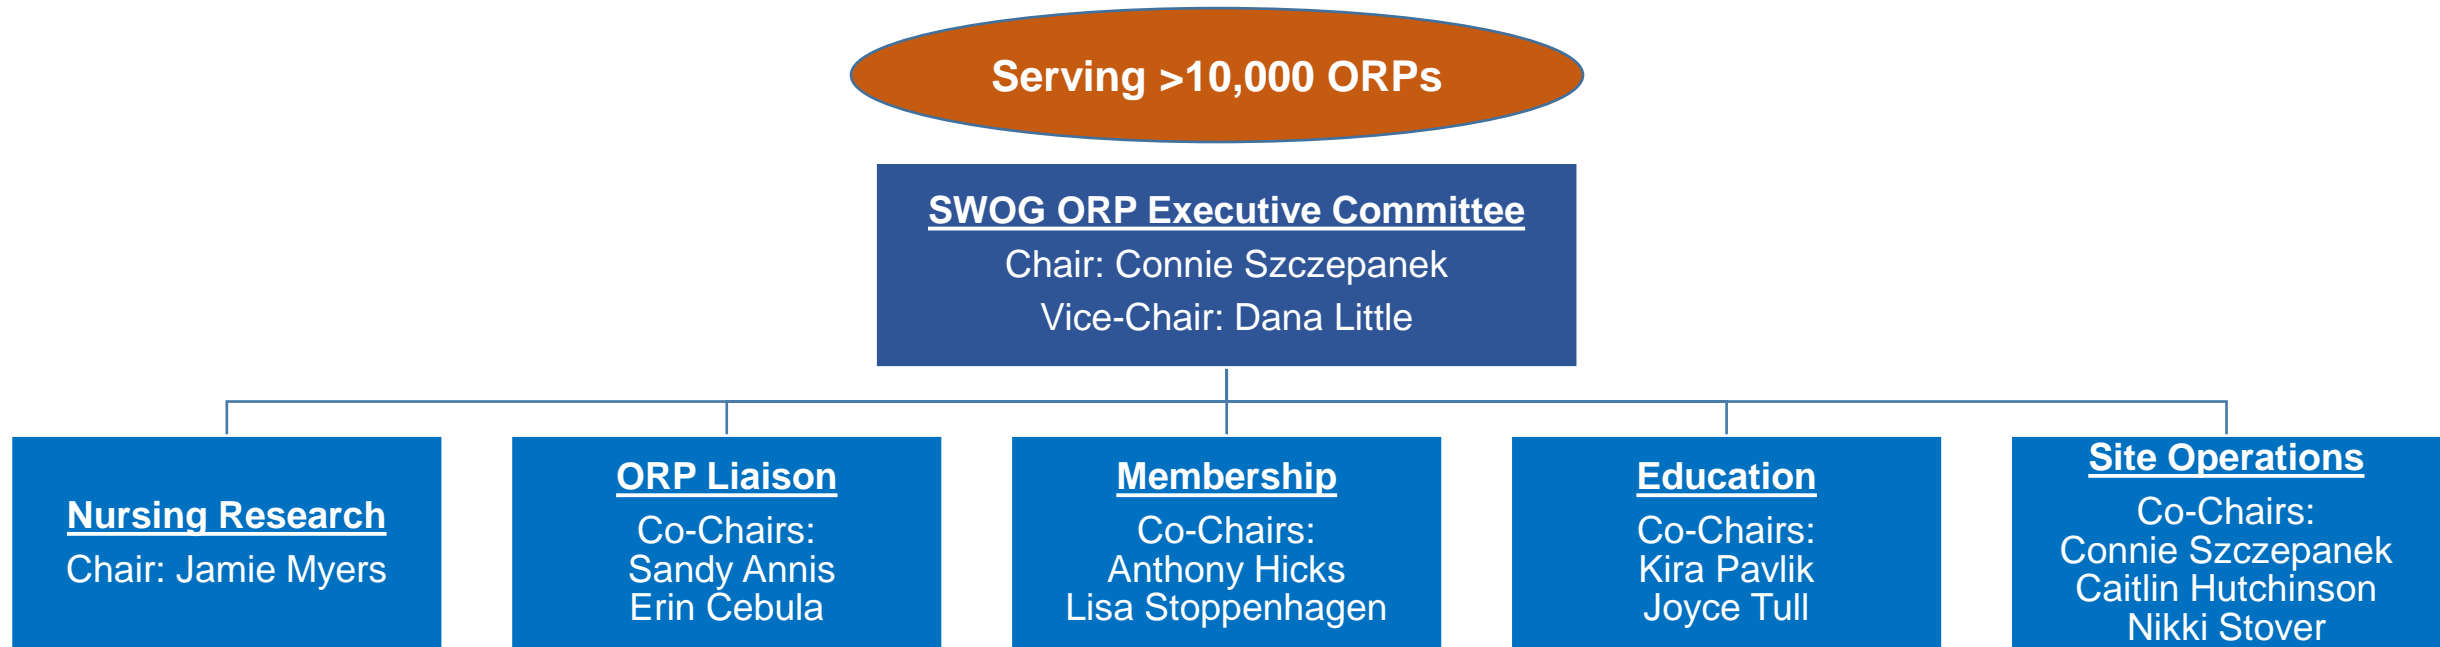 Serving >10,000 ORPs
SWOG ORP Executive Committee
Chair: Connie Szczepanek
Vice-Chair: Dana Little
Nursing Research
Chair: Jamie Myers
ORP Liaison
Co-Chairs:
Sandy Annis
Erin Cebula
Membership
Co-Chairs:
Anthony Hicks
Lisa Stoppenhagen
Education
Co-Chairs:
Kira Pavlik
Joyce Tull
Site Operations
Co-Chairs:
Connie Szczepanek
Caitlin Hutchinson
Nikki Stover